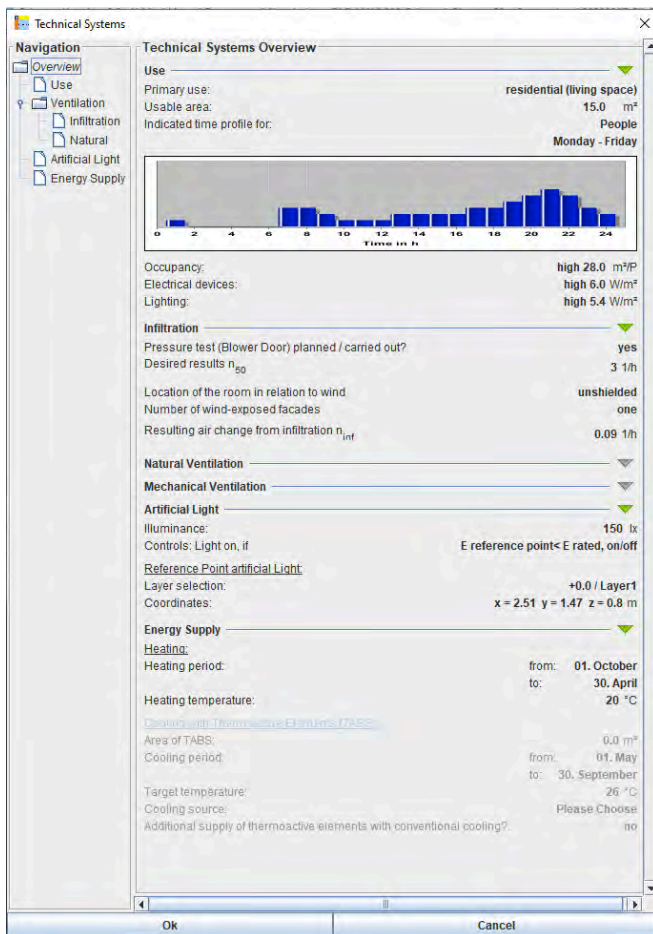 Technical Systems
Navigation
Overview
Use
Ventilation
Infiltration
Natural
Artificial Light
Energy Supply
Technical Systems Overview
Use
Primary use: residential (living space)
Usable area: 15.0 m²
Indicated time profile for: People
Monday - Friday
0 2 4 6 8 10 12 14 16 18 20 22 24
Time in h
Occupancy: high 28.0 m²/P
Electrical devices: high 6.0 W/m²
Lighting: high 5.4 W/m²
Infiltration
Pressure test (Blower Door) planned / carried out? yes
Desired results n50 3 1/h
Location of the room in relation to wind unshielded
Number of wind-exposed facades one
Resulting air change from infiltration ninf 0.09 1/h
Natural Ventilation
Mechanical Ventilation
Artificial Light
Illuminance: 150 lx
Controls: Light on, if E reference point< E rated, on/off
Reference Point artificial Light:
Layer selection: +0.0 / Layer1
Coordinates: x = 2.51 y = 1.47 z = 0.8 m
Energy Supply
Heating:
Heating period: from: 01. October
to: 30. April
Heating temperature: 20 °C
Cooling with Thermoactive Elements (TABS):
Area of TABS: 0.0 m²
Cooling period: from: 01. May
to: 30. September
Target temperature: 26 °C
Cooling source: Please Choose
Additional supply of thermoactive elements with conventional cooling? no
Ok Cancel